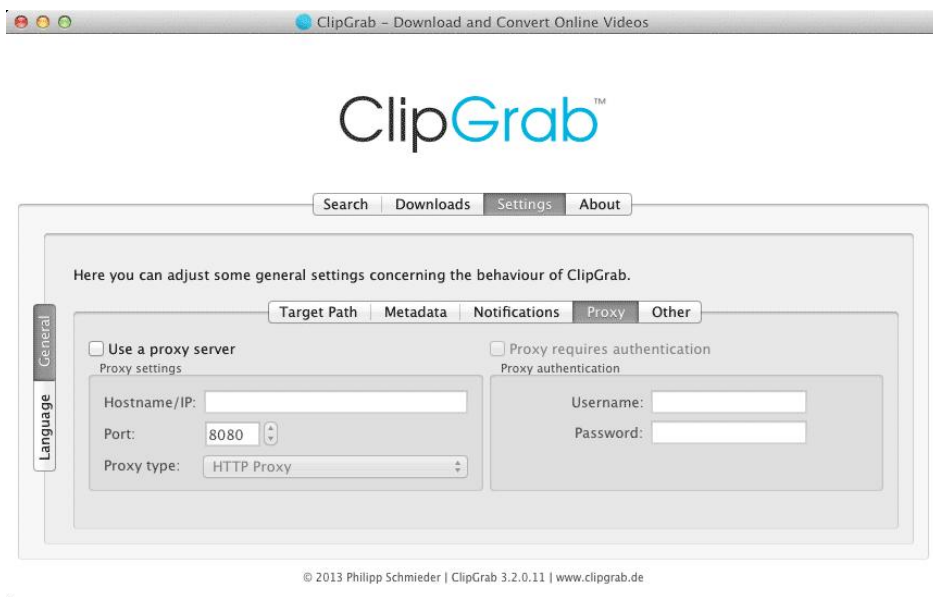 ClipGrab - Download and Convert Online Videos
ClipGrab™
Search Downloads Settings About
Here you can adjust some general settings concerning the behaviour of ClipGrab.
General
Language
Target Path Metadata Notifications Proxy Other
Use a proxy server
Proxy settings
Hostname/IP:
Port: 8080
Proxy type: HTTP Proxy
Proxy requires authentication
Proxy authentication
Username:
Password:
© 2013 Philipp Schmieder | ClipGrab 3.2.0.11 | www.clipgrab.de